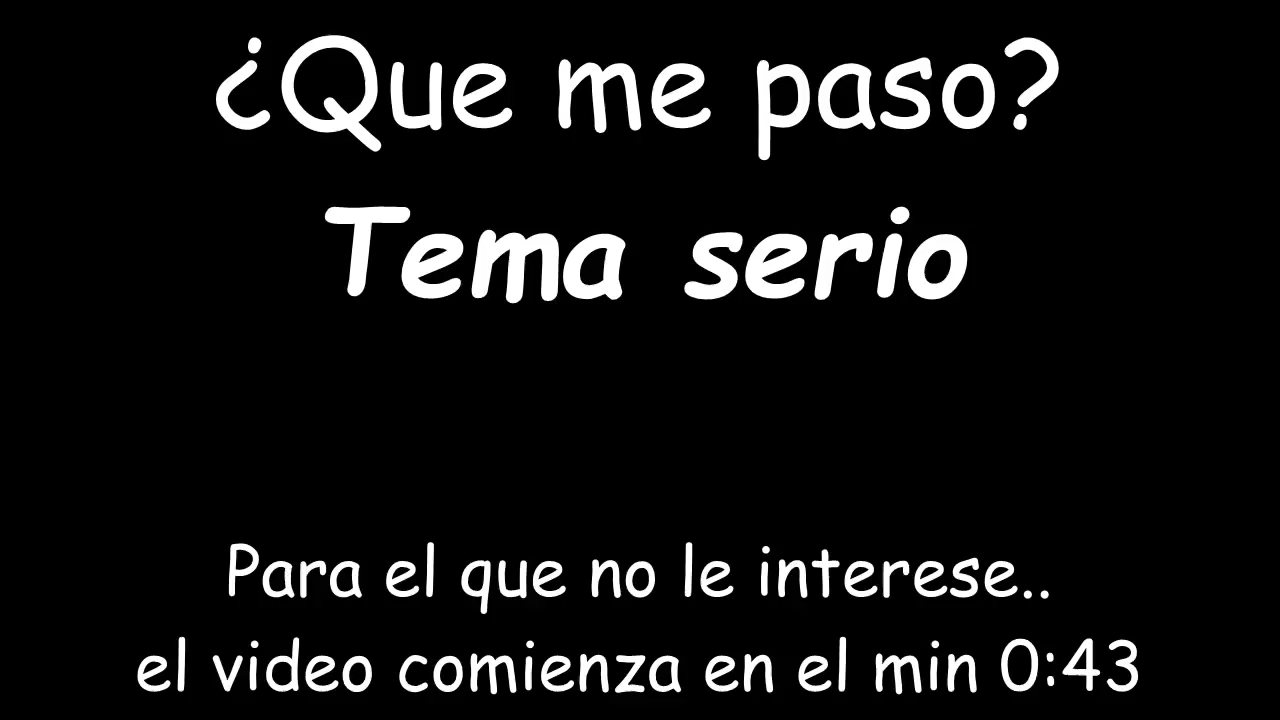 ¿Que me paso?
Tema serio
Para el que no le interese..
el video comienza en el min 0:43